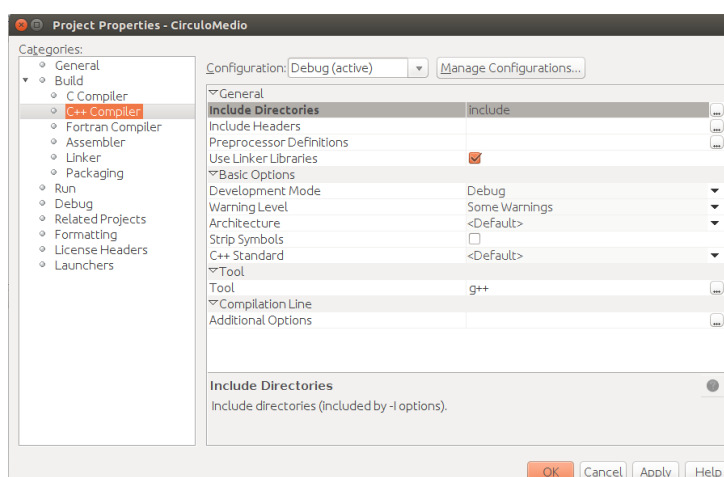 Project Properties - CirculoMedio
Categories:
General
Build
C Compiler
C++ Compiler
Fortran Compiler
Assembler
Linker
Packaging
Run
Debug
Related Projects
Formatting
License Headers
Launchers
Configuration: Debug (active) Manage Configurations...
General
Include Directories include ...
Include Headers ...
Preprocessor Definitions ...
Use Linker Libraries
Basic Options
Development Mode Debug
Warning Level Some Warnings
Architecture <Default>
Strip Symbols
C++ Standard <Default>
Tool
Tool g++ ...
Compilation Line
Additional Options ...
Include Directories ?
Include directories (included by -I options).
OK Cancel Apply Help